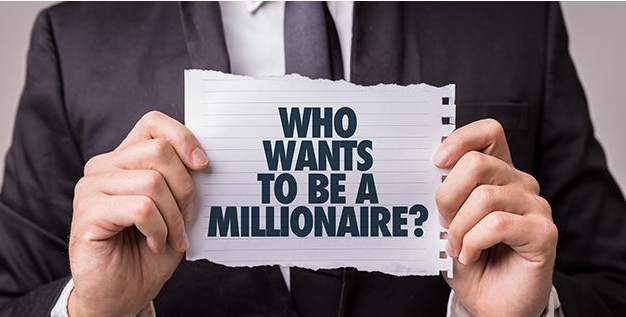 WHO
WANTS
TO BE A
MILLIONAIRE?